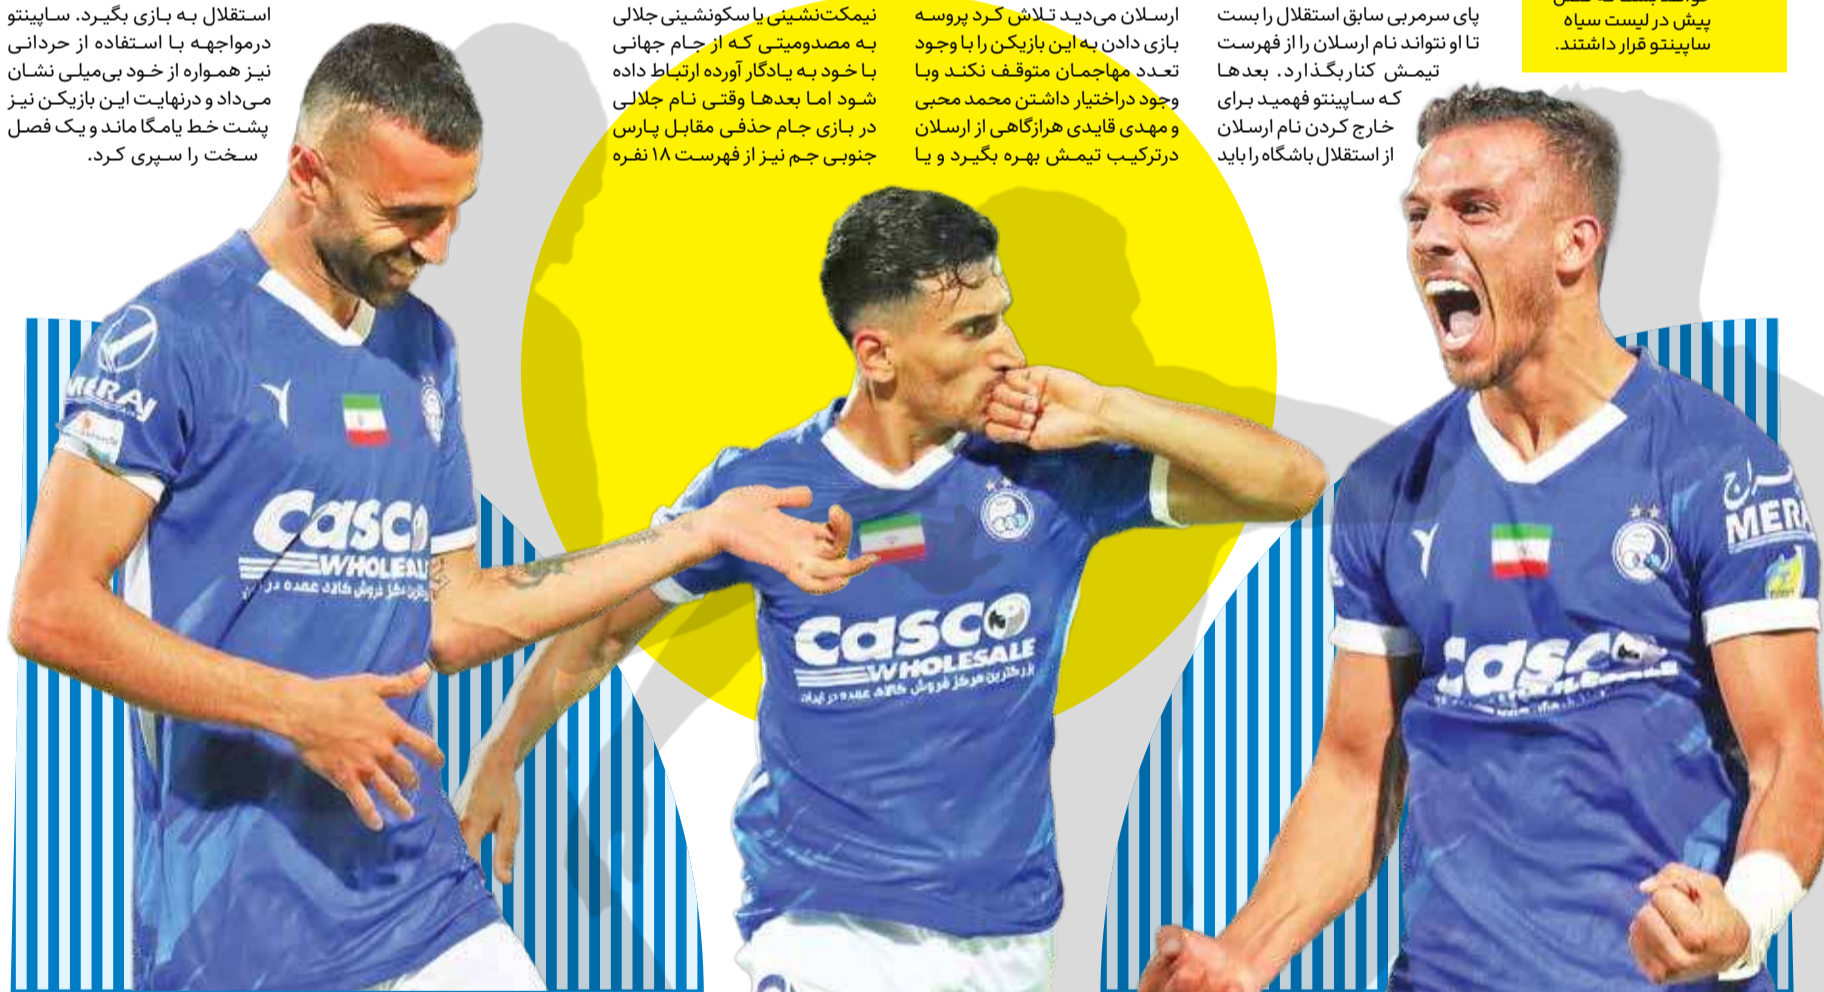 پیش در لیست سیاه
ساپینتو قرار داشتند.
پای سرمربی سابق استقلال را بست
تا او نتواند نام ارسلان را از فهرست
تیمش کنار بگذارد. بعدها
که ساپینتو فهمید برای
خارج کردن نام ارسلان
از استقلال باشگاه را باید
ارسلان می‌دید تلاش کرد پروسه
بازی دادن به این بازیکن را با وجود
تعدد مهاجمان متوقف نکند وبا
وجود دراختیار داشتن محمد محبی
و مهدی قایدی هرازگاهی از ارسلان
درترکیب تیمش بهره بگیرد و یا
نیمکت‌نشینی یا سکونشینی جلالی
به مصدومیتی که از جام جهانی
با خود به یادگار آورده ارتباط داده
شود اما بعدها وقتی نام جلالی
در بازی جام حذفی مقابل پارس
جنوبی جم نیز از فهرست ۱۸ نفره
استقلال به بازی بگیرد. ساپینتو
درمواجهه با استفاده از حردانی
نیز همواره از خود بی‌میلی نشان
می‌داد و درنهایت این بازیکن نیز
پشت خط یامگا ماند و یک فصل
سخت را سپری کرد.
MERAJ
Casco
WHOLESALE
مرکز فروش کالای عمده در
Casco
WHOLESALE
بزرگترین مرکز فروش کالای عمده در ایران
معراج
MERA
Casco